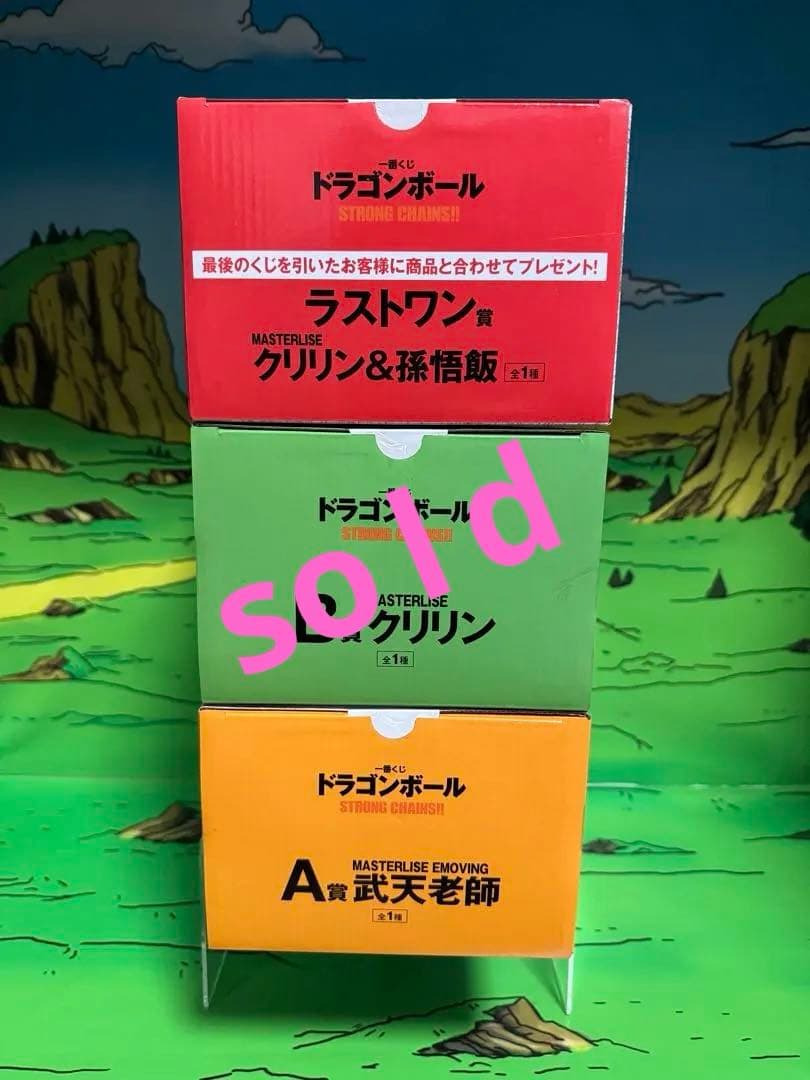 一番くじ
ドラゴンボール
STRONG CHAINS!!
最後のくじを引いたお客様に商品と合わせてプレゼント!
ラストワン賞
MASTERLISE
クリリン&孫悟飯 全1種
ドラゴンボール
STRONG CHAINS!!
sold
MASTERLISE
B賞クリリン
全1種
一番くじ
ドラゴンボール
STRONG CHAINS!!
MASTERLISE EMOVING
A賞武天老師
全1種